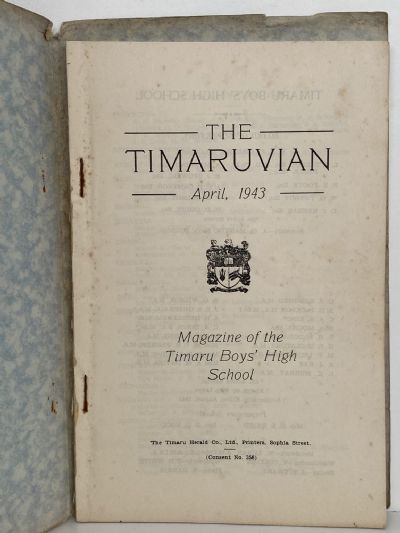 THE
TIMARUVIAN
April, 1943
Magazine of the
Timaru Boys' High
School
The Timaru Herald Co., Ltd., Printers, Sophia Street.
(Consent No. 358)